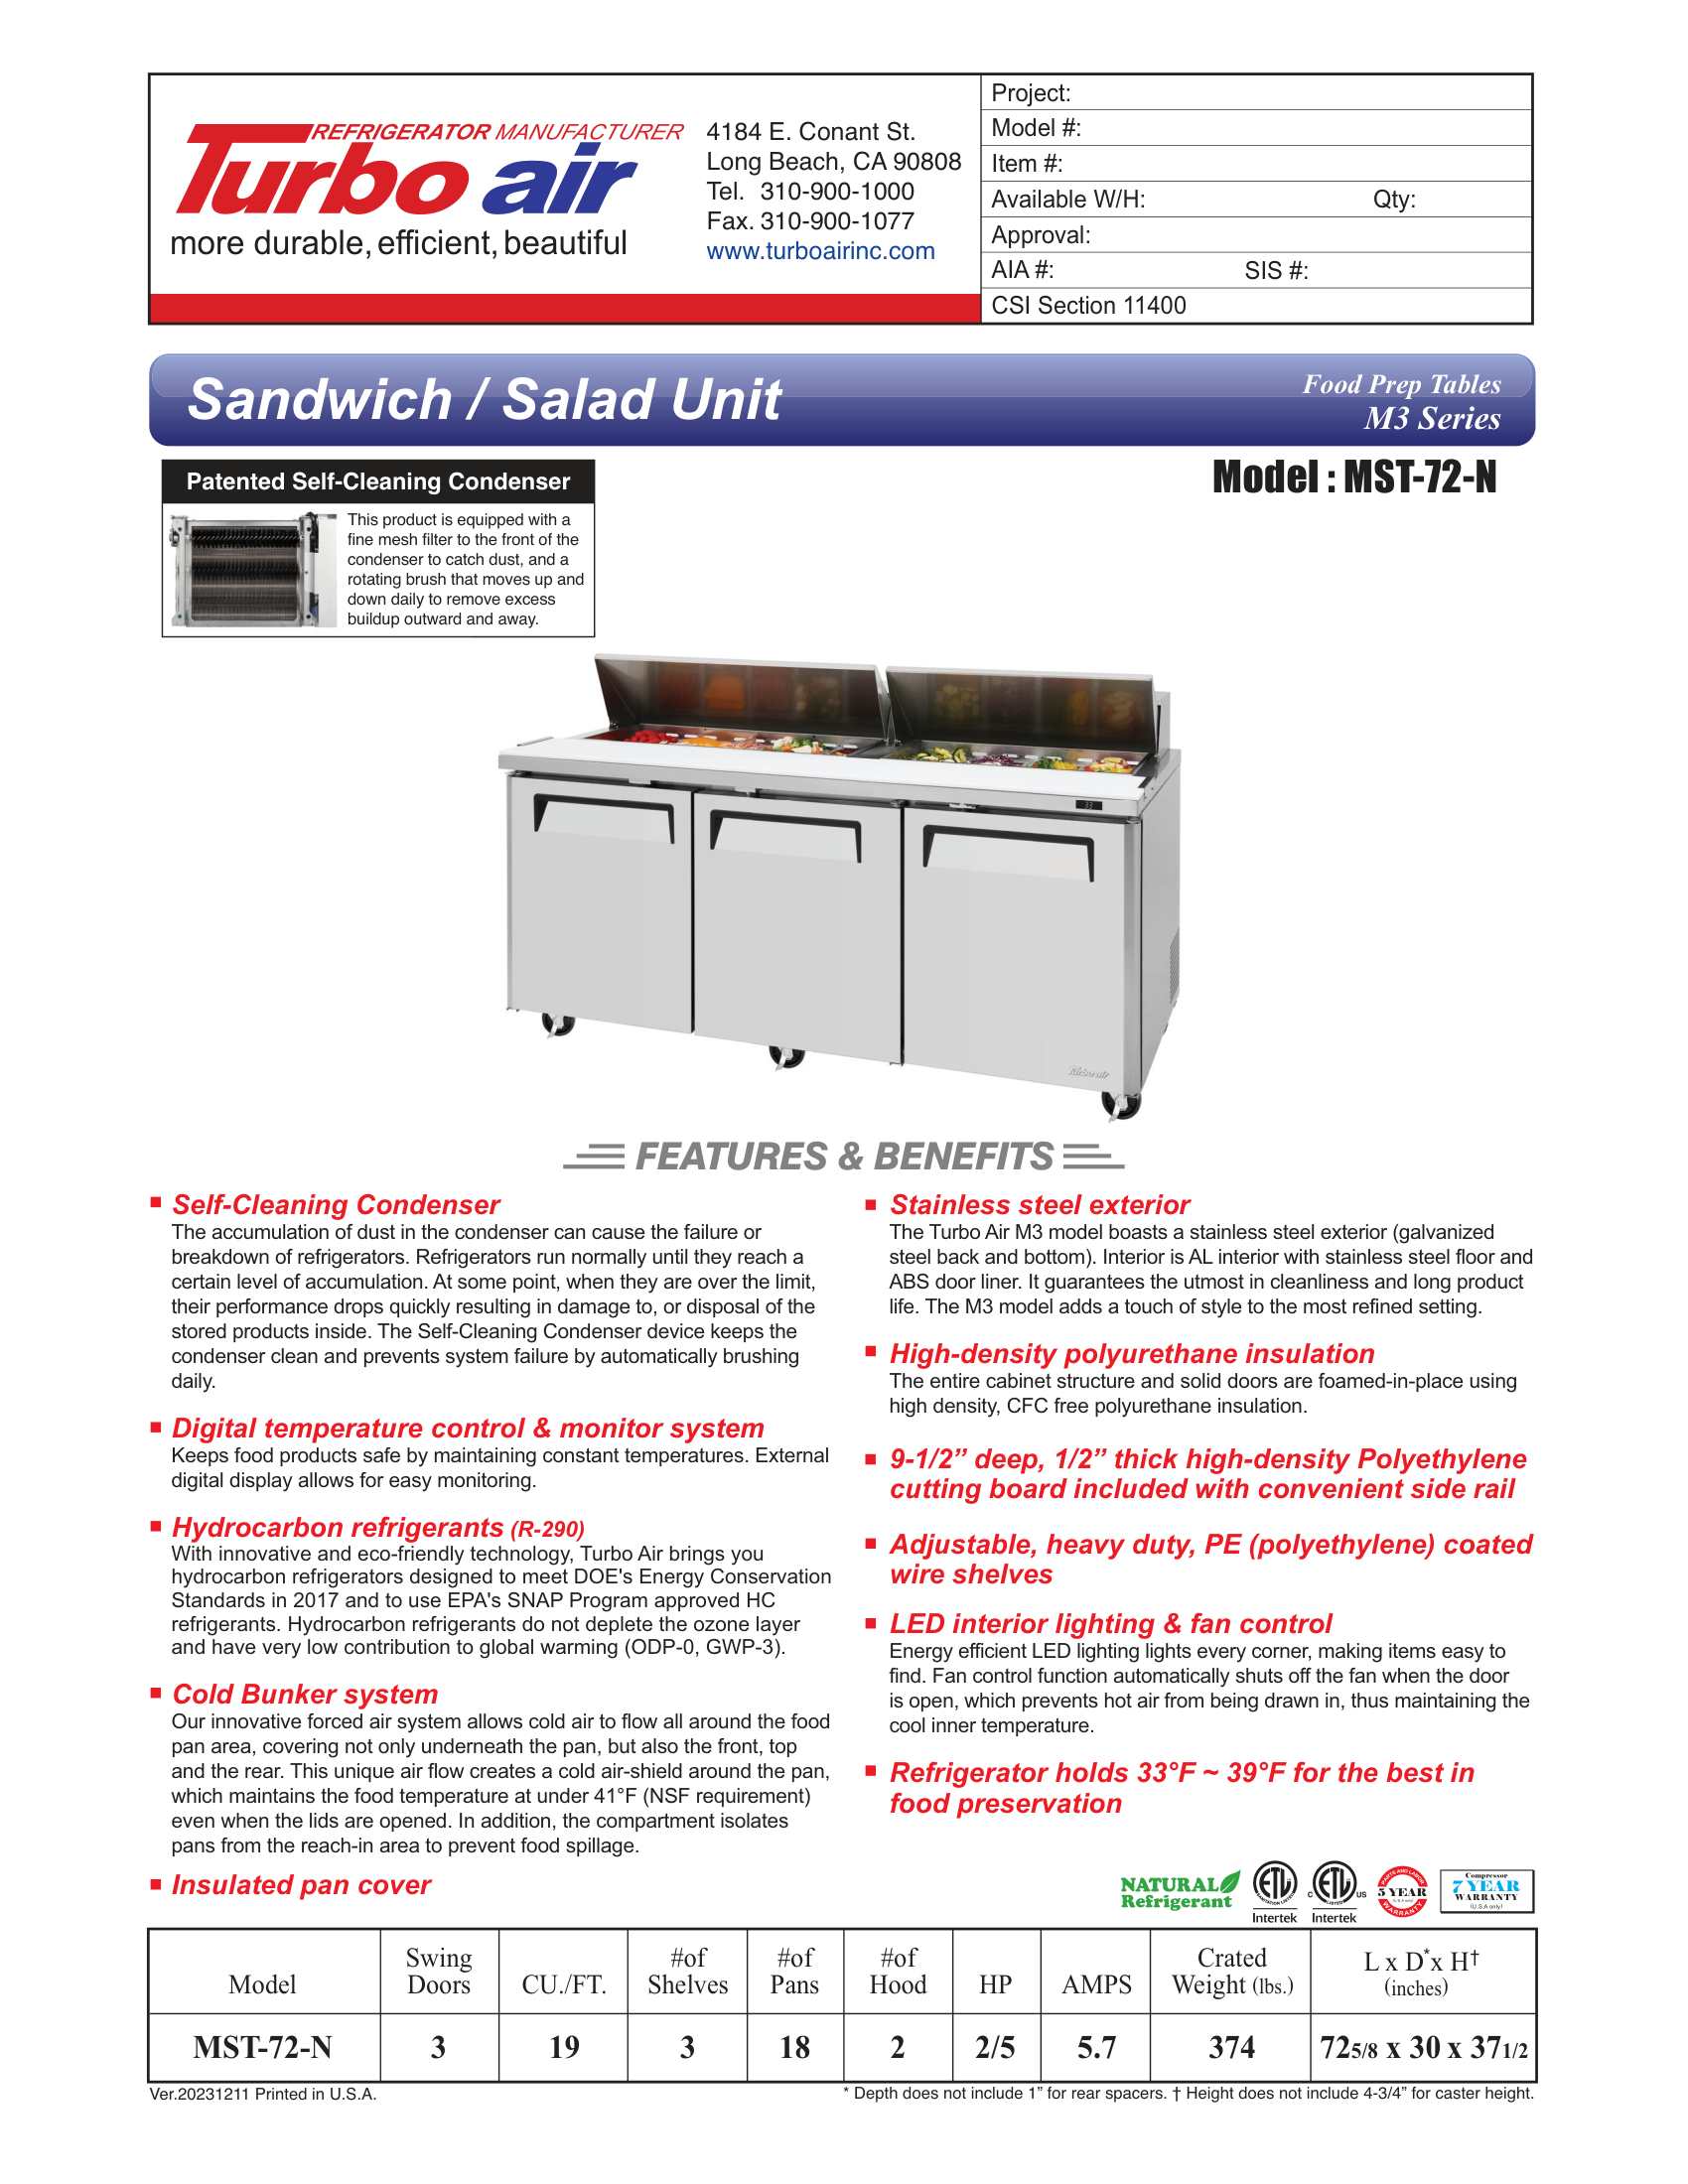 REFRIGERATOR MANUFACTURER
Turbo air
more durable, efficient, beautiful
4184 E. Conant St.
Long Beach, CA 90808
Tel. 310-900-1000
Fax. 310-900-1077
www.turboairinc.com
Project:
Model #:
Item #:
Available W/H: Qty:
Approval:
AIA #: SIS #:
CSI Section 11400
Sandwich / Salad Unit
Food Prep Tables
M3 Series
Patented Self-Cleaning Condenser
This product is equipped with a
fine mesh filter to the front of the
condenser to catch dust, and a
rotating brush that moves up and
down daily to remove excess
buildup outward and away.
Model : MST-72-N
33
Turbo air
FEATURES & BENEFITS
Self-Cleaning Condenser
The accumulation of dust in the condenser can cause the failure or
breakdown of refrigerators. Refrigerators run normally until they reach a
certain level of accumulation. At some point, when they are over the limit,
their performance drops quickly resulting in damage to, or disposal of the
stored products inside. The Self-Cleaning Condenser device keeps the
condenser clean and prevents system failure by automatically brushing
daily.
Digital temperature control & monitor system
Keeps food products safe by maintaining constant temperatures. External
digital display allows for easy monitoring.
Hydrocarbon refrigerants (R-290)
With innovative and eco-friendly technology, Turbo Air brings you
hydrocarbon refrigerators designed to meet DOE's Energy Conservation
Standards in 2017 and to use EPA's SNAP Program approved HC
refrigerants. Hydrocarbon refrigerants do not deplete the ozone layer
and have very low contribution to global warming (ODP-0, GWP-3).
Cold Bunker system
Our innovative forced air system allows cold air to flow all around the food
pan area, covering not only underneath the pan, but also the front, top
and the rear. This unique air flow creates a cold air-shield around the pan,
which maintains the food temperature at under 41°F (NSF requirement)
even when the lids are opened. In addition, the compartment isolates
pans from the reach-in area to prevent food spillage.
Insulated pan cover
Stainless steel exterior
The Turbo Air M3 model boasts a stainless steel exterior (galvanized
steel back and bottom). Interior is AL interior with stainless steel floor and
ABS door liner. It guarantees the utmost in cleanliness and long product
life. The M3 model adds a touch of style to the most refined setting.
High-density polyurethane insulation
The entire cabinet structure and solid doors are foamed-in-place using
high density, CFC free polyurethane insulation.
9-1/2” deep, 1/2” thick high-density Polyethylene
cutting board included with convenient side rail
Adjustable, heavy duty, PE (polyethylene) coated
wire shelves
LED interior lighting & fan control
Energy efficient LED lighting lights every corner, making items easy to
find. Fan control function automatically shuts off the fan when the door
is open, which prevents hot air from being drawn in, thus maintaining the
cool inner temperature.
Refrigerator holds 33°F ~ 39°F for the best in
food preservation
NATURAL
Refrigerant
ETL
SANITATION LISTED
Intertek
C ETL US
LISTED
Intertek
PARTS AND LABOR
5 YEAR
(U.S.A only)
WARRANTY
Compressor
7 YEAR
WARRANTY
(U.S.A only)
Model Swing Doors CU./FT. #of Shelves #of Pans #of Hood HP AMPS Crated Weight (lbs.) L x D* x H† (inches)
MST-72-N 3 19 3 18 2 2/5 5.7 374 72 5/8 x 30 x 37 1/2
Ver.20231211 Printed in U.S.A.
* Depth does not include 1” for rear spacers. † Height does not include 4-3/4” for caster height.